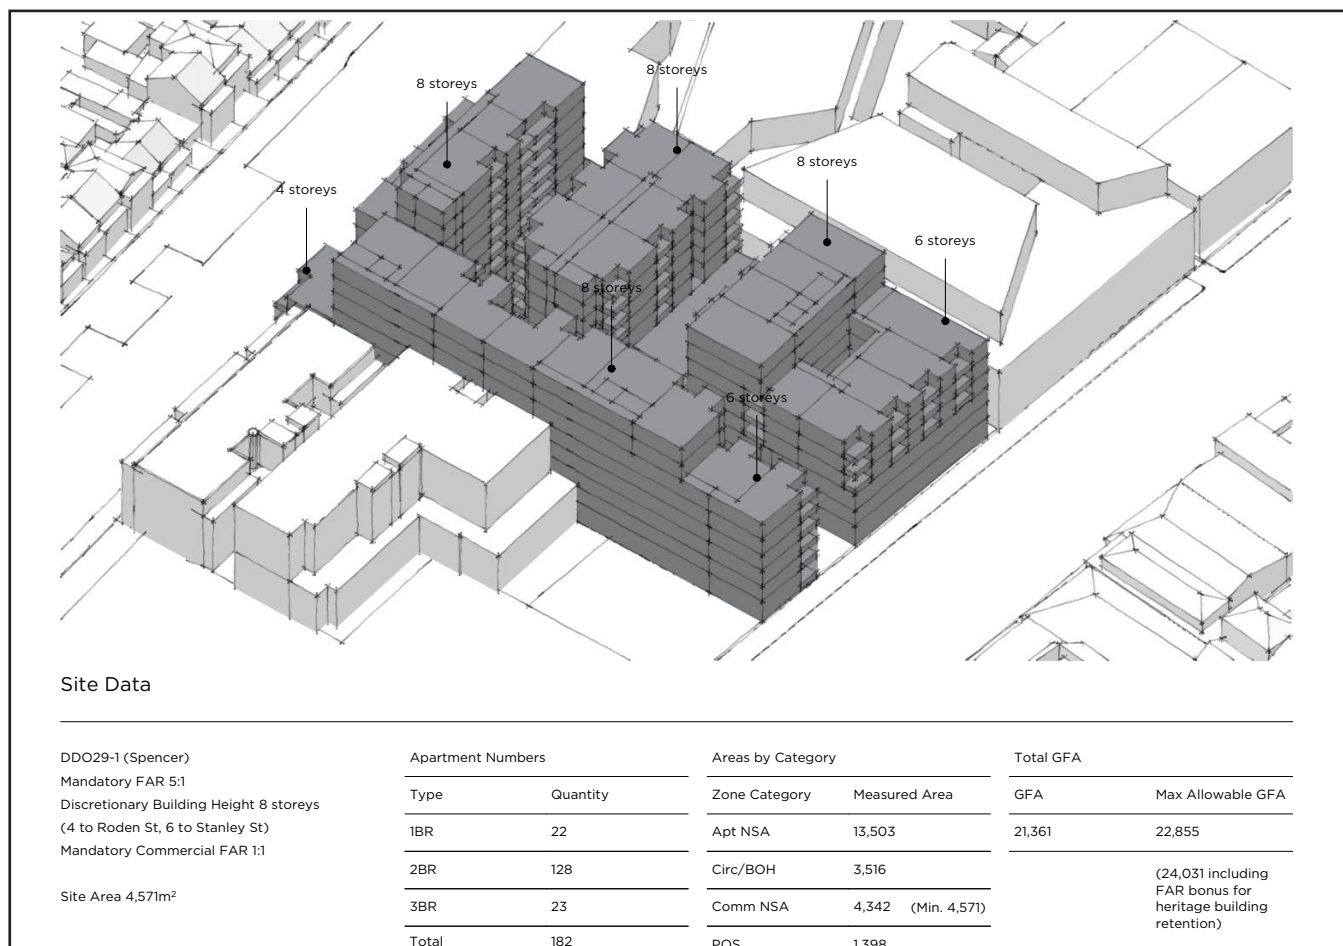 8 storeys
8 storeys
8 storeys
4 storeys
6 storeys
8 storeys
6 storeys
Site Data
DDO29-1 (Spencer)
Mandatory FAR 5:1
Discretionary Building Height 8 storeys
(4 to Roden St, 6 to Stanley St)
Mandatory Commercial FAR 1:1
Site Area 4,571m²
Apartment Numbers
Type Quantity
1BR 22
2BR 128
3BR 23
Total 182
Areas by Category
Zone Category Measured Area
Apt NSA 13,503
Circ/BOH 3,516
Comm NSA 4,342 (Min. 4,571)
POS 1,398
Total GFA
GFA Max Allowable GFA
21,361 22,855
(24,031 including
FAR bonus for
heritage building
retention)